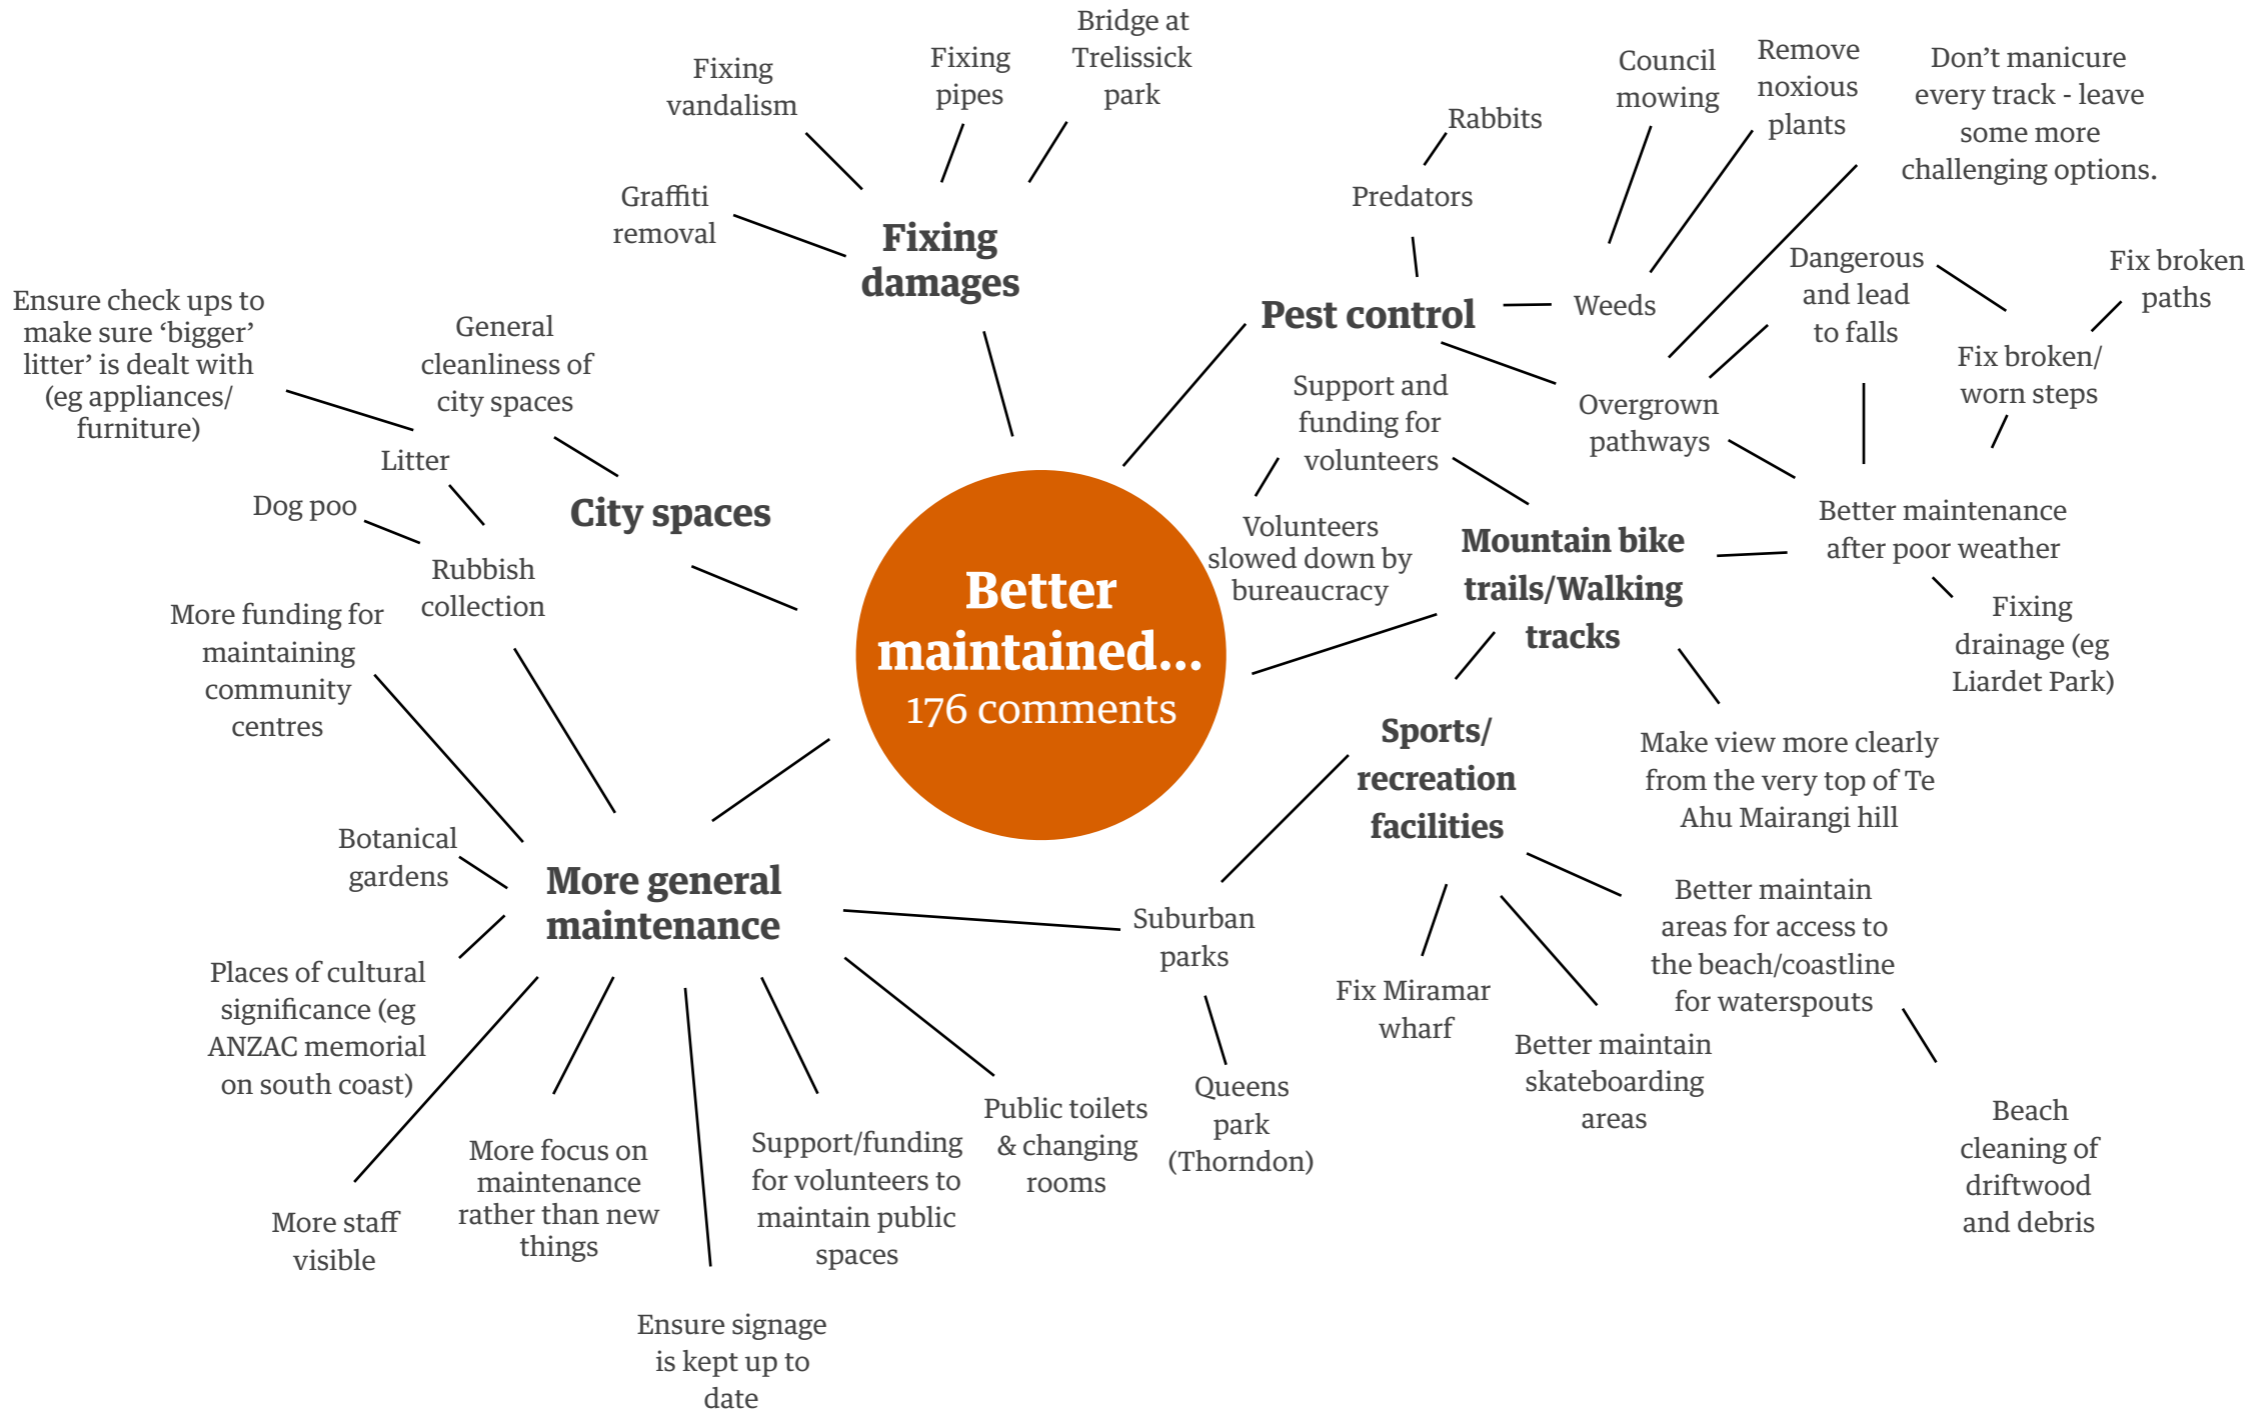 Better
maintained...
176 comments
Fixing
damages
Fixing
vandalism
Fixing
pipes
Bridge at
Trelissick
park
Graffiti
removal
Pest control
Predators
Rabbits
Weeds
Council
mowing
Remove
noxious
plants
Overgrown
pathways
Don’t manicure
every track - leave
some more
challenging options.
Dangerous
and lead
to falls
Fix broken/
worn steps
Fix broken
paths
Better maintenance
after poor weather
Fixing
drainage (eg
Liardet Park)
Mountain bike
trails/Walking
tracks
Support and
funding for
volunteers
Volunteers
slowed down by
bureaucracy
Make view more clearly
from the very top of Te
Ahu Mairangi hill
Sports/
recreation
facilities
Better maintain
areas for access to
the beach/coastline
for waterspouts
Beach
cleaning of
driftwood
and debris
Better maintain
skateboarding
areas
Fix Miramar
wharf
Suburban
parks
Queens
park
(Thorndon)
More general
maintenance
Public toilets
& changing
rooms
Support/funding
for volunteers to
maintain public
spaces
Ensure signage
is kept up to
date
More focus on
maintenance
rather than new
things
More staff
visible
Places of cultural
significance (eg
ANZAC memorial
on south coast)
Botanical
gardens
More funding for
maintaining
community
centres
Rubbish
collection
Dog poo
Litter
Ensure check ups to
make sure ‘bigger’
litter’ is dealt with
(eg appliances/
furniture)
City spaces
General
cleanliness of
city spaces